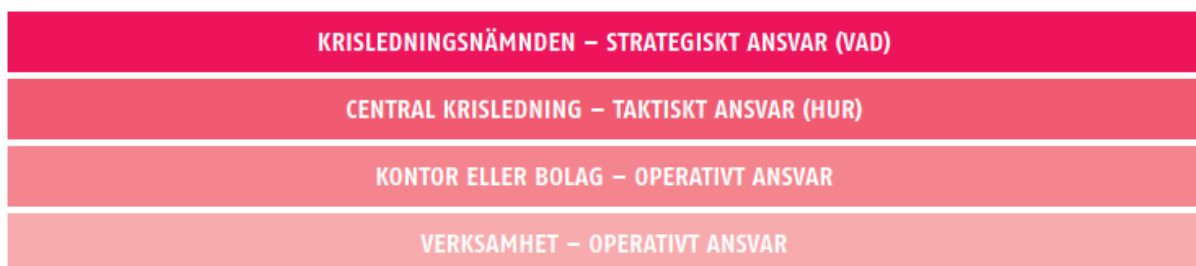 KRISLEDNINGSNÄMNDEN – STRATEGISKT ANSVAR (VAD)
CENTRAL KRISLEDNING – TAKTISKT ANSVAR (HUR)
KONTOR ELLER BOLAG – OPERATIVT ANSVAR
VERKSAMHET – OPERATIVT ANSVAR